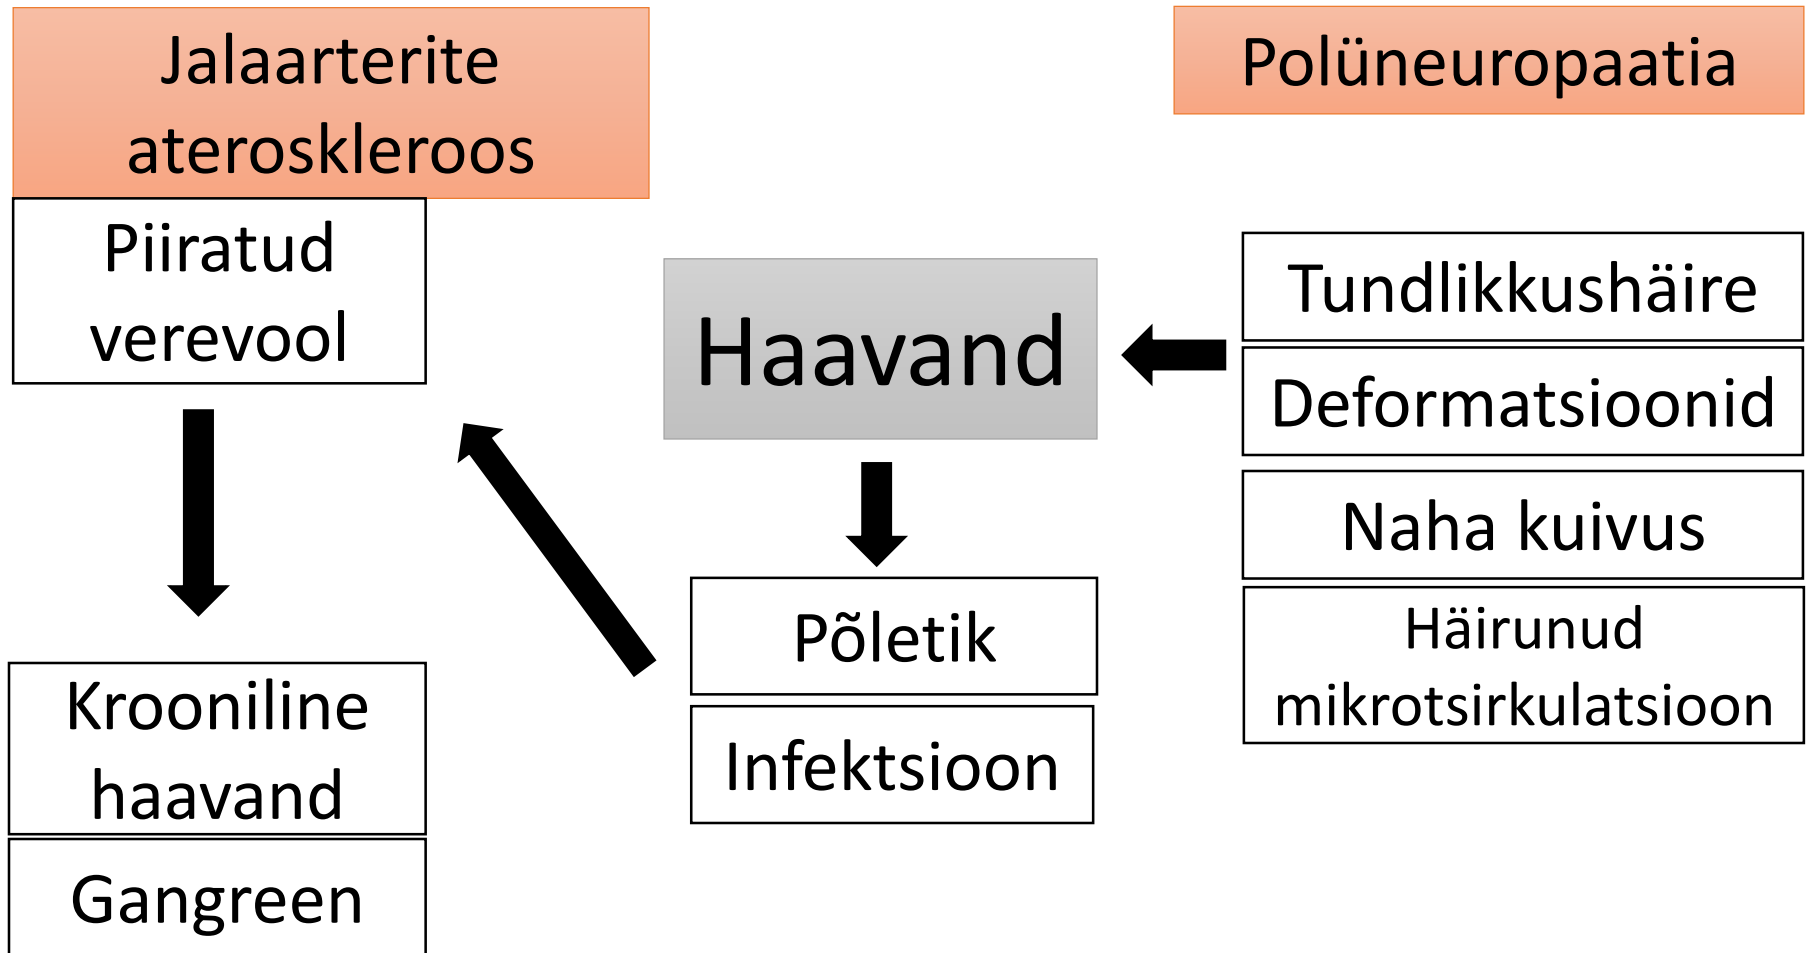 Jalaarterite
ateroskleroos
Piiratud
verevool
Krooniline
haavand
Gangreen
Haavand
Põletik
Infektsioon
Polüneuropaatia
Tundlikkushäire
Deformatsioonid
Naha kuivus
Häirunud
mikrotsirkulatsioon